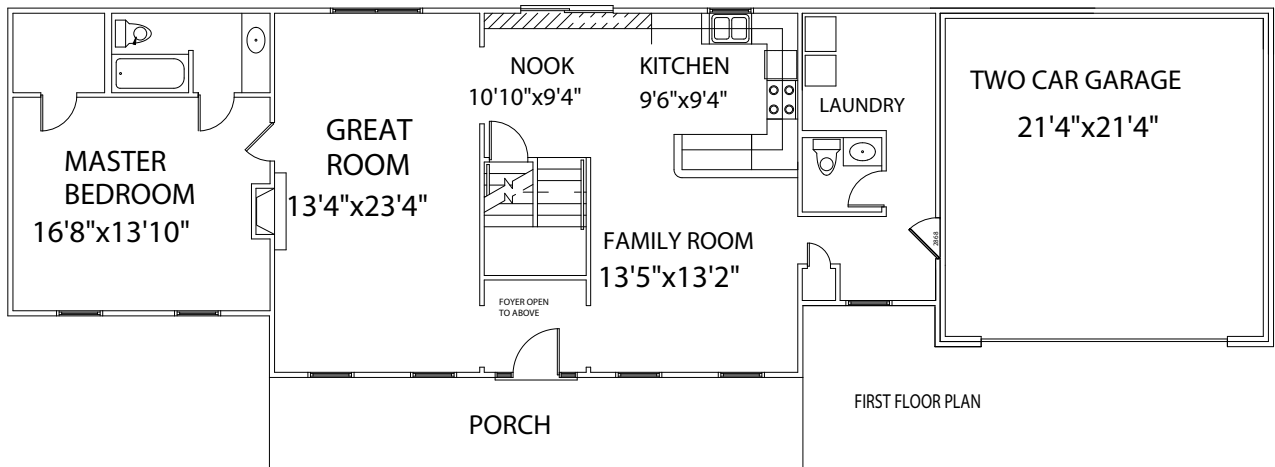 MASTER
BEDROOM
16'8"x13'10"
GREAT
ROOM
13'4"x23'4"
NOOK
10'10"x9'4"
KITCHEN
9'6"x9'4"
LAUNDRY
TWO CAR GARAGE
21'4"x21'4"
FAMILY ROOM
13'5"x13'2"
2868
FOYER OPEN
TO ABOVE
PORCH
FIRST FLOOR PLAN